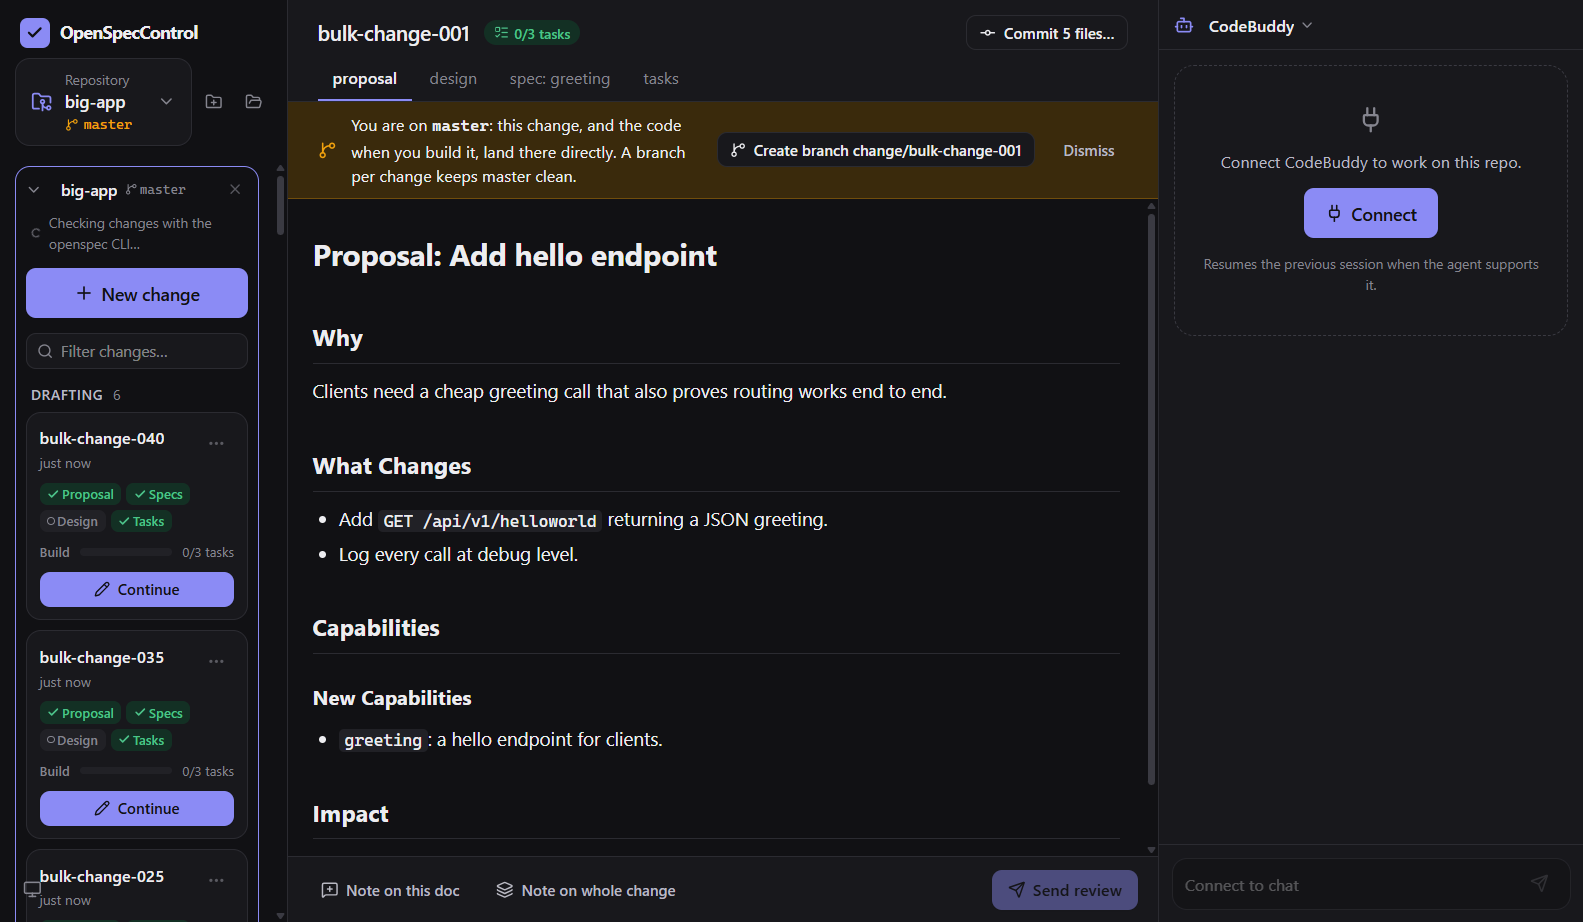 OpenSpecControl
Repository
big-app
master
big-app master
Checking changes with the
openspec CLI...
New change
Filter changes...
DRAFTING 6
bulk-change-040
just now
Proposal Specs
Design Tasks
Build 0/3 tasks
Continue
bulk-change-035
just now
Proposal Specs
Design Tasks
Build 0/3 tasks
Continue
bulk-change-025
just now
bulk-change-001 0/3 tasks
Commit 5 files...
proposal design spec: greeting tasks
You are on master: this change, and the code
when you build it, land there directly. A branch
per change keeps master clean.
Create branch change/bulk-change-001
Dismiss
Proposal: Add hello endpoint
Why
Clients need a cheap greeting call that also proves routing works end to end.
What Changes
Add GET /api/v1/helloworld returning a JSON greeting.
Log every call at debug level.
Capabilities
New Capabilities
greeting: a hello endpoint for clients.
Impact
Note on this doc Note on whole change Send review
CodeBuddy
Connect CodeBuddy to work on this repo.
Connect
Resumes the previous session when the agent supports
it.
Connect to chat